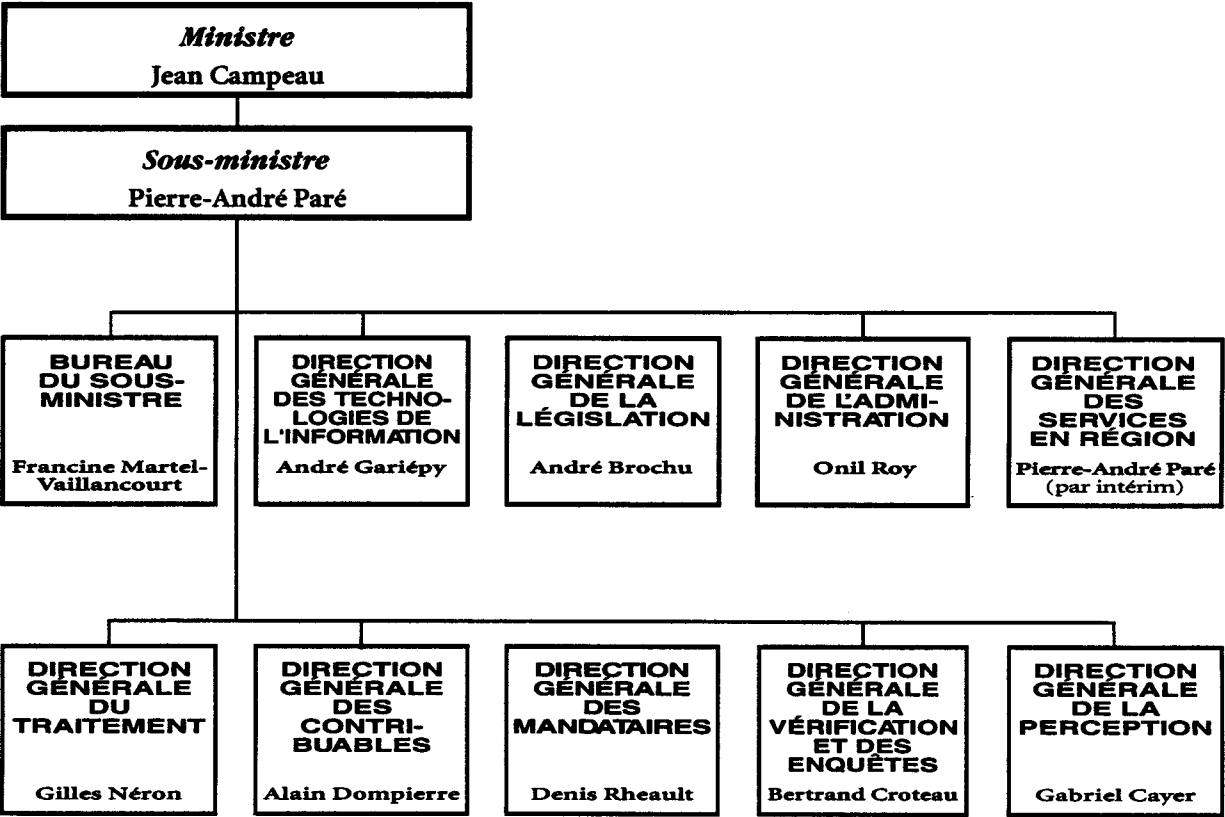 Ministre
Jean Campeau
Sous-ministre
Pierre-André Paré
BUREAU
DU SOUS-
MINISTRE
Francine Martel-
Vaillancourt
DIRECTION
GÉNÉRALE
DES TECHNO-
LOGIES DE
L'INFORMATION
André Gariépy
DIRECTION
GÉNÉRALE
DE LA
LÉGISLATION
André Brochu
DIRECTION
GÉNÉRALE
DE L'ADMI-
NISTRATION
Onil Roy
DIRECTION
GÉNÉRALE
DES
SERVICES
EN RÉGION
Pierre-André Paré
(par intérim)
DIRECTION
GÉNÉRALE
DU
TRAITEMENT
Gilles Néron
DIRECTION
GÉNÉRALE
DES
CONTRI-
BUABLES
Alain Dompierre
DIRECTION
GÉNÉRALE
DES
MANDATAIRES
Denis Rheault
DIRECTION
GÉNÉRALE
DE LA
VÉRIFICATION
ET DES
ENQUÊTES
Bertrand Croteau
DIRECTION
GÉNÉRALE
DE LA
PERCEPTION
Gabriel Cayer